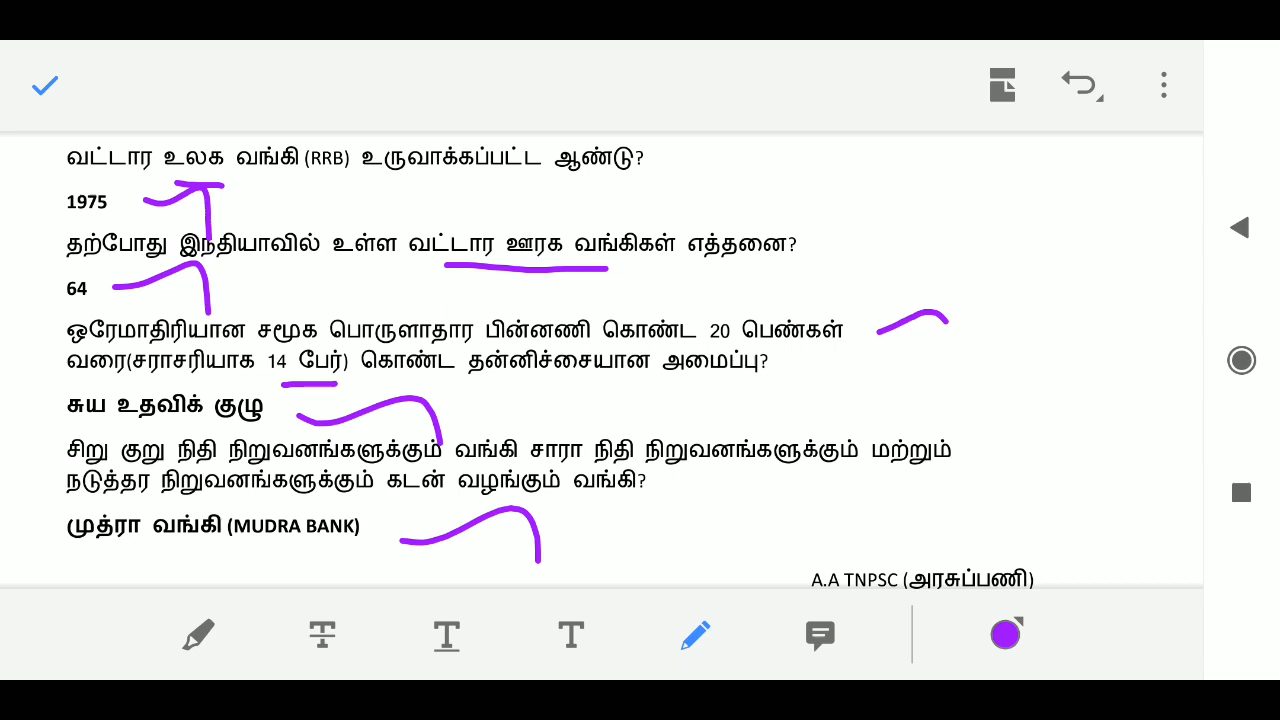 வட்டார உலக வங்கி (RRB) உருவாக்கப்பட்ட ஆண்டு?
1975
தற்போது இந்தியாவில் உள்ள வட்டார ஊரக வங்கிகள் எத்தனை?
64
ஒரேமாதிரியான சமூக பொருளாதார பின்னணி கொண்ட 20 பெண்கள்
வரை(சராசரியாக 14 பேர்) கொண்ட தன்னிச்சையான அமைப்பு?
சுய உதவிக் குழு
சிறு குறு நிதி நிறுவனங்களுக்கும் வங்கி சாரா நிதி நிறுவனங்களுக்கும் மற்றும்
நடுத்தர நிறுவனங்களுக்கும் கடன் வழங்கும் வங்கி?
முத்ரா வங்கி (MUDRA BANK)
A.A TNPSC (அரசுப்பணி)